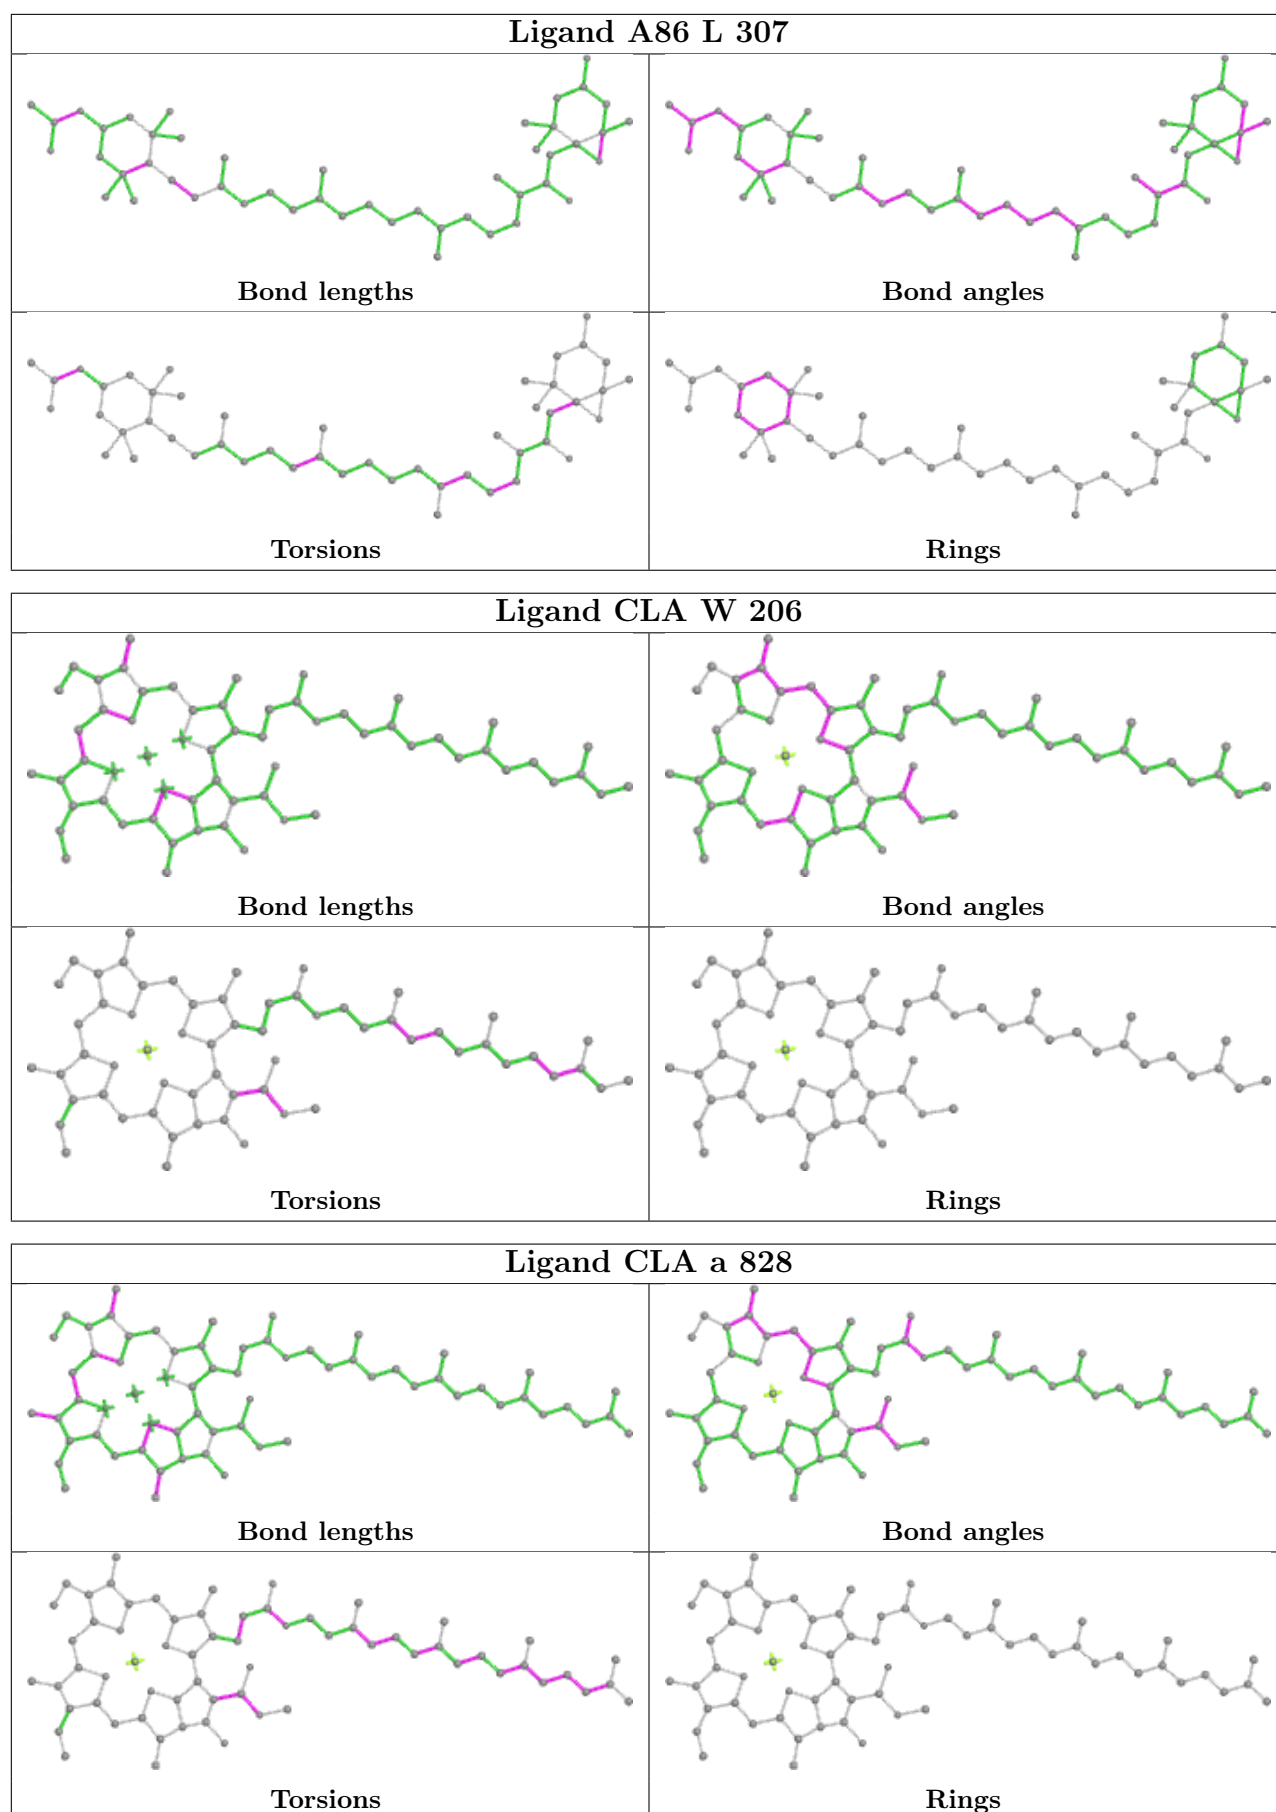 Ligand A86 L 307
Bond lengths
Bond angles
Torsions
Rings
Ligand CLA W 206
Bond lengths
Bond angles
Torsions
Rings
Ligand CLA a 828
Bond lengths
Bond angles
Torsions
Rings